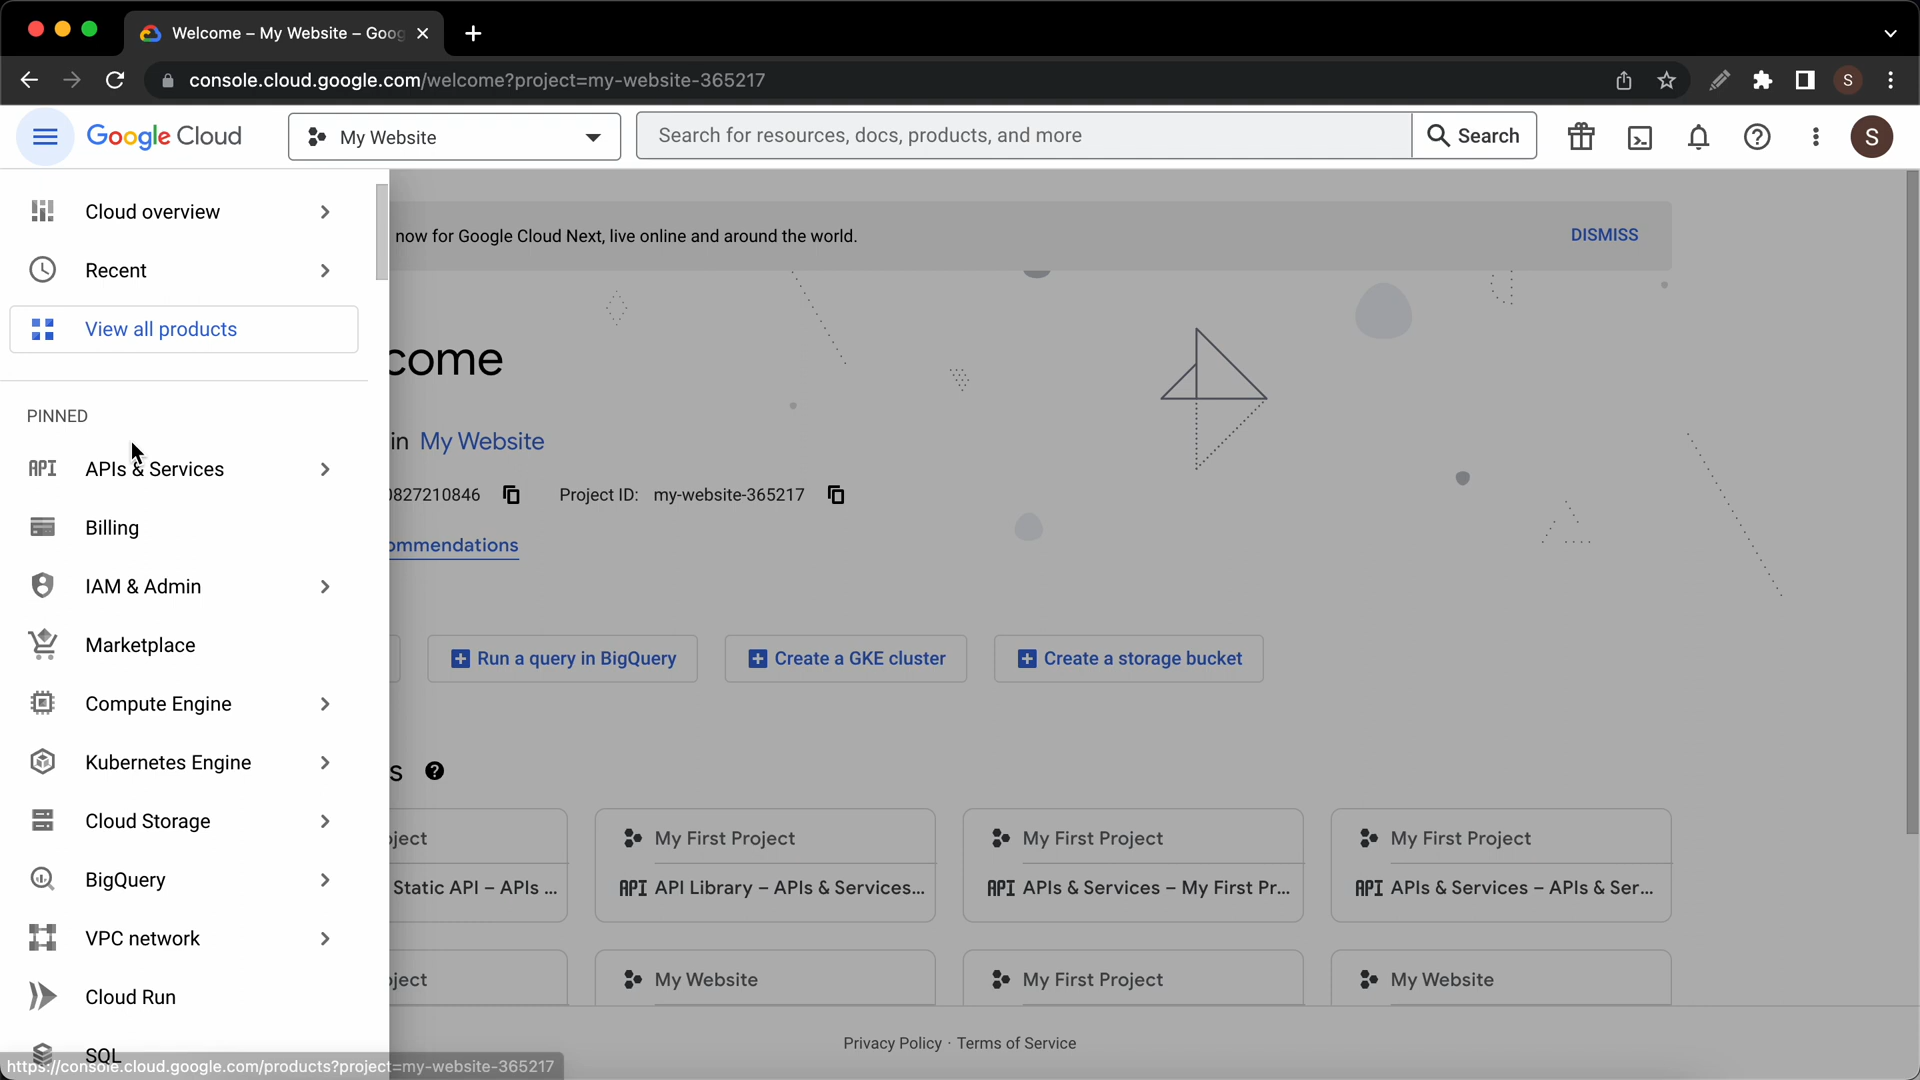 Welcome – My Website – Goog
console.cloud.google.com/welcome?project=my-website-365217
S
Google Cloud
My Website
Search for resources, docs, products, and more
Search
S
Cloud overview
now for Google Cloud Next, live online and around the world.
DISMISS
Recent
View all products
come
PINNED
in My Website
API APIs & Services
0827210846
Project ID: my-website-365217
Billing
ommendations
IAM & Admin
Marketplace
Run a query in BigQuery
Create a GKE cluster
Create a storage bucket
Compute Engine
Kubernetes Engine
s
Cloud Storage
ject
My First Project
My First Project
My First Project
BigQuery
Static API – APIs ...
API API Library – APIs & Services...
API APIs & Services – My First Pr...
API APIs & Services – APIs & Ser...
VPC network
ject
My Website
My First Project
My Website
Cloud Run
Privacy Policy · Terms of Service
SQL
https://console.cloud.google.com/products?project=my-website-365217